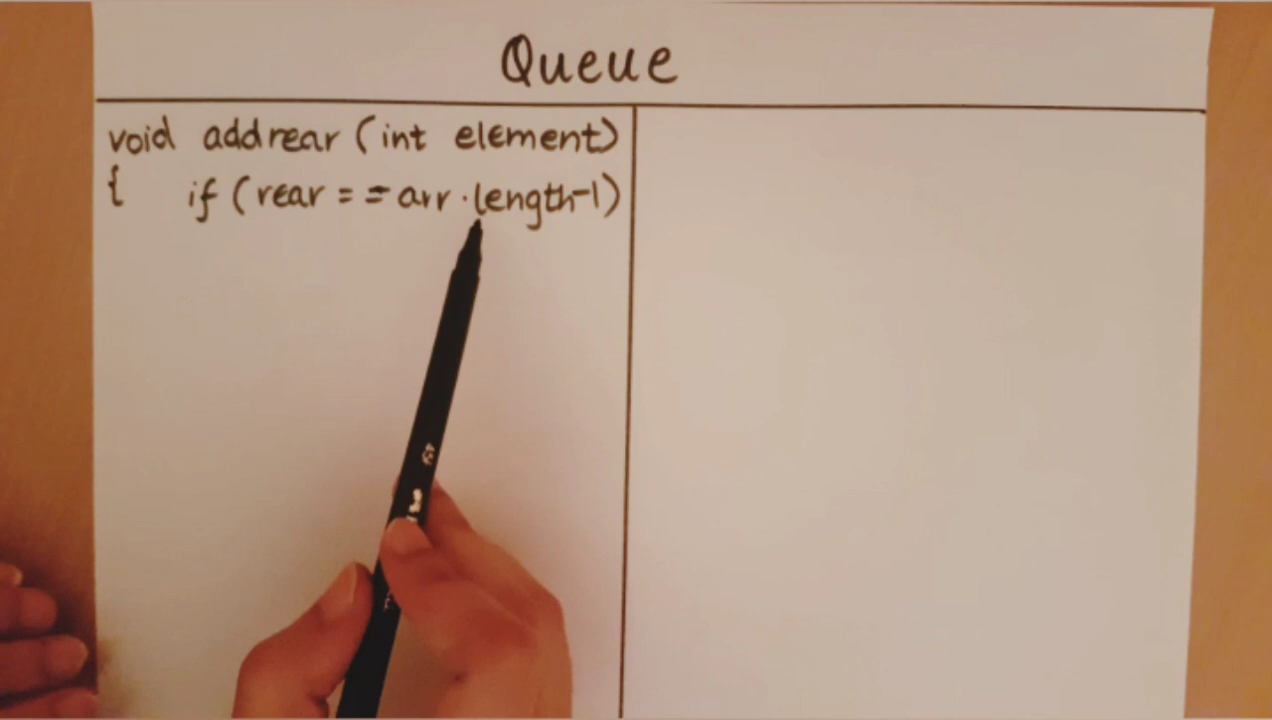 Queue
void addrear (int element)
{ if (rear == arr.length-1)